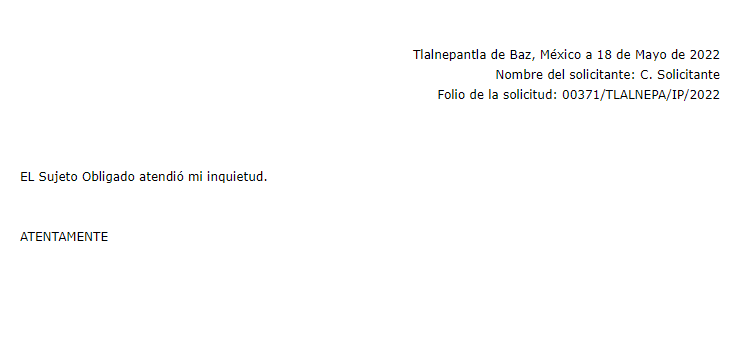 Tlalnepantla de Baz, México a 18 de Mayo de 2022
Nombre del solicitante: C. Solicitante
Folio de la solicitud: 00371/TLALNEPA/IP/2022
EL Sujeto Obligado atendió mi inquietud.
ATENTAMENTE